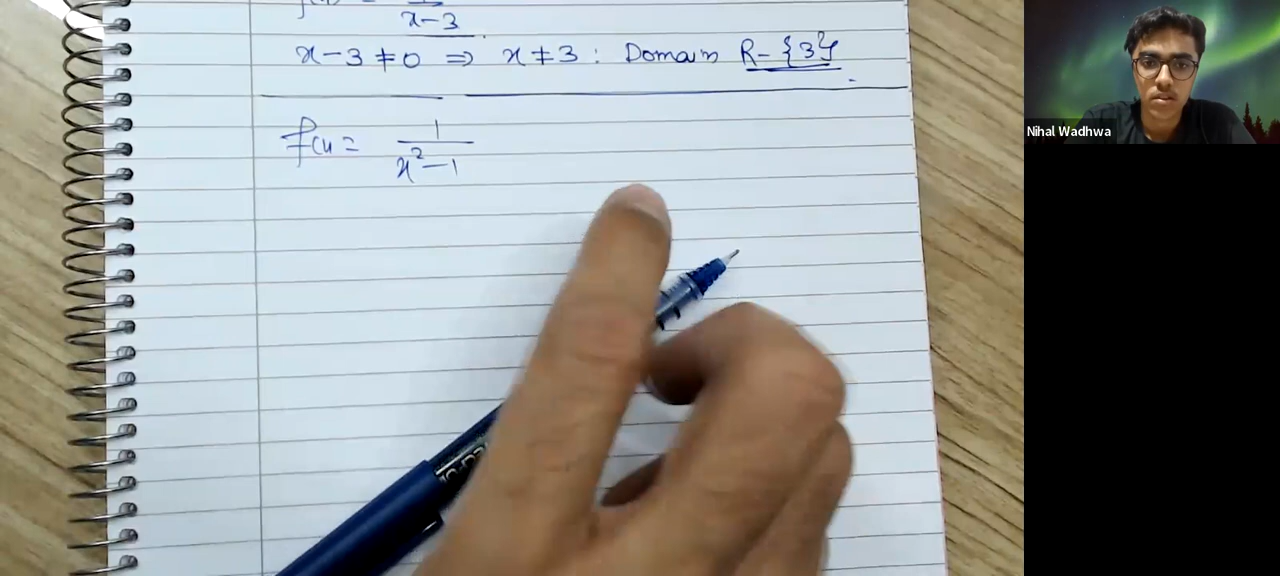 x-3
x-3≠0 ⇒ x≠3 : Domain R-{3}
f(x)= 1/x²-1
Nihal Wadhwa